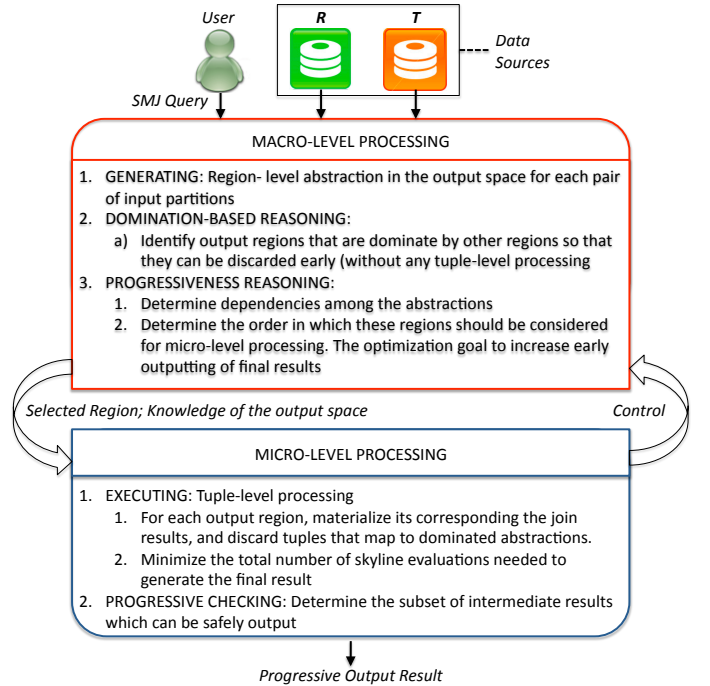 User
R
T
Data
Sources
SMJ Query
MACRO-LEVEL PROCESSING
1. GENERATING: Region- level abstraction in the output space for each pair
of input partitions
2. DOMINATION-BASED REASONING:
a) Identify output regions that are dominate by other regions so that
they can be discarded early (without any tuple-level processing
3. PROGRESSIVENESS REASONING:
1. Determine dependencies among the abstractions
2. Determine the order in which these regions should be considered
for micro-level processing. The optimization goal to increase early
outputting of final results
Selected Region; Knowledge of the output space
Control
MICRO-LEVEL PROCESSING
1. EXECUTING: Tuple-level processing
1. For each output region, materialize its corresponding the join
results, and discard tuples that map to dominated abstractions.
2. Minimize the total number of skyline evaluations needed to
generate the final result
2. PROGRESSIVE CHECKING: Determine the subset of intermediate results
which can be safely output
Progressive Output Result